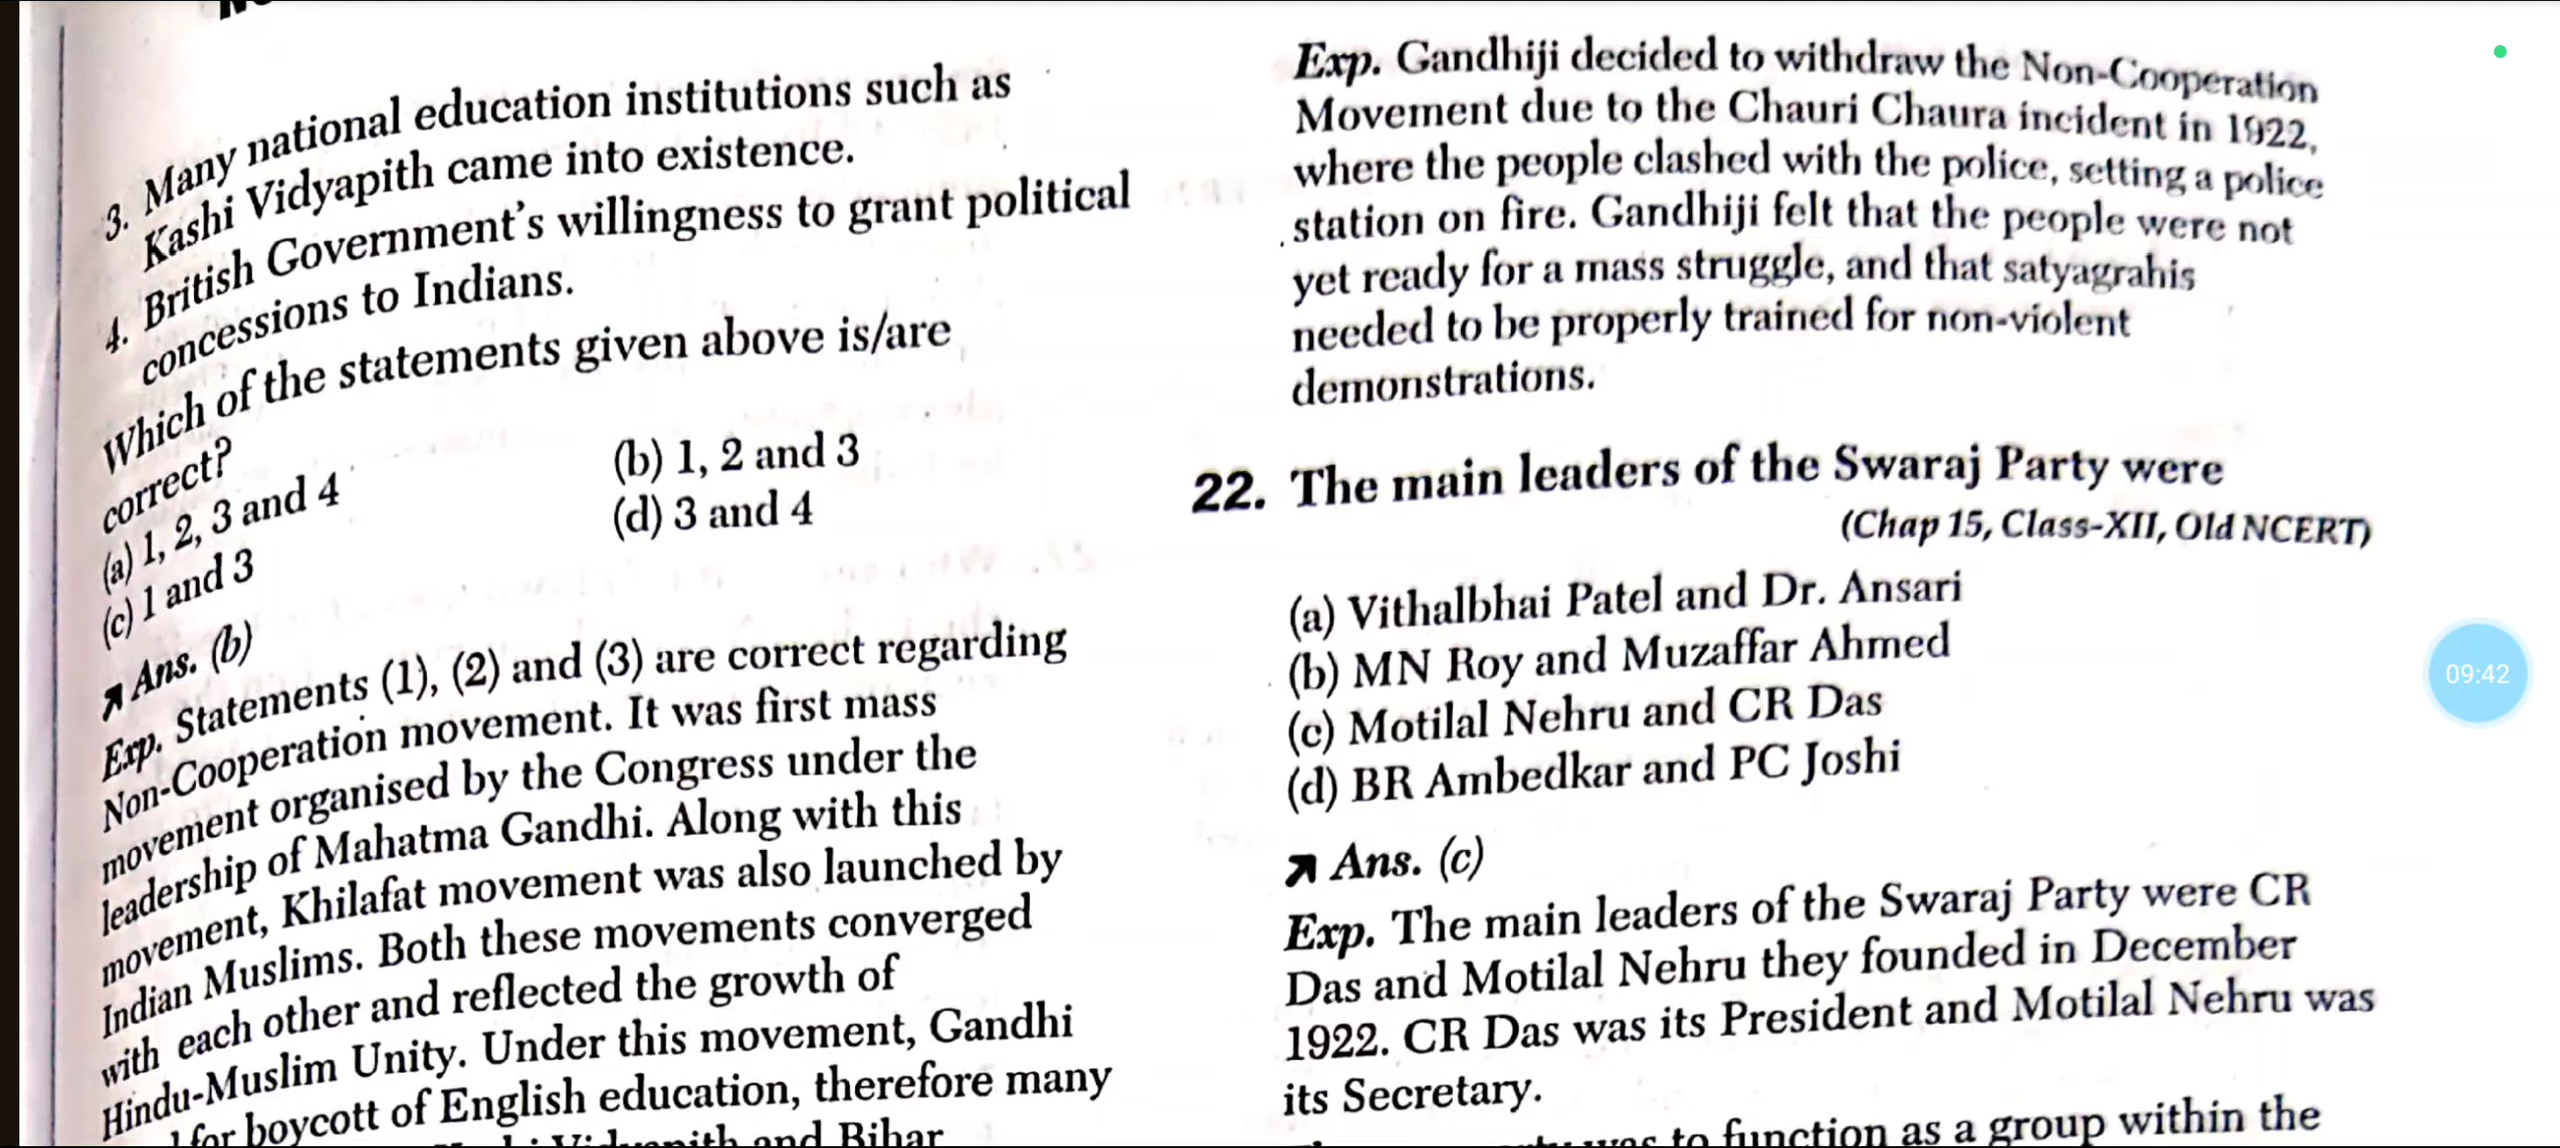 3. Many national education institutions such as
Kashi Vidyapith came into existence.
4. British Government's willingness to grant political
concessions to Indians.
Which of the statements given above is/are
correct?
(a) 1, 2, 3 and 4 (b) 1, 2 and 3
(c) 1 and 3 (d) 3 and 4
Ans. (b)
Exp. Statements (1), (2) and (3) are correct regarding
Non-Cooperation movement. It was first mass
movement organised by the Congress under the
leadership of Mahatma Gandhi. Along with this
movement, Khilafat movement was also launched by
Indian Muslims. Both these movements converged
with each other and reflected the growth of
Hindu-Muslim Unity. Under this movement, Gandhi
for boycott of English education, therefore many
and Bihar
Exp. Gandhiji decided to withdraw the Non-Cooperation
Movement due to the Chauri Chaura incident in 1922,
where the people clashed with the police, setting a police
station on fire. Gandhiji felt that the people were not
yet ready for a mass struggle, and that satyagrahis
needed to be properly trained for non-violent
demonstrations.
22. The main leaders of the Swaraj Party were
(Chap 15, Class-XII, Old NCERT)
(a) Vithalbhai Patel and Dr. Ansari
(b) MN Roy and Muzaffar Ahmed
(c) Motilal Nehru and CR Das
(d) BR Ambedkar and PC Joshi
Ans. (c)
Exp. The main leaders of the Swaraj Party were CR
Das and Motilal Nehru they founded in December
1922. CR Das was its President and Motilal Nehru was
its Secretary.
to function as a group within the
09:42